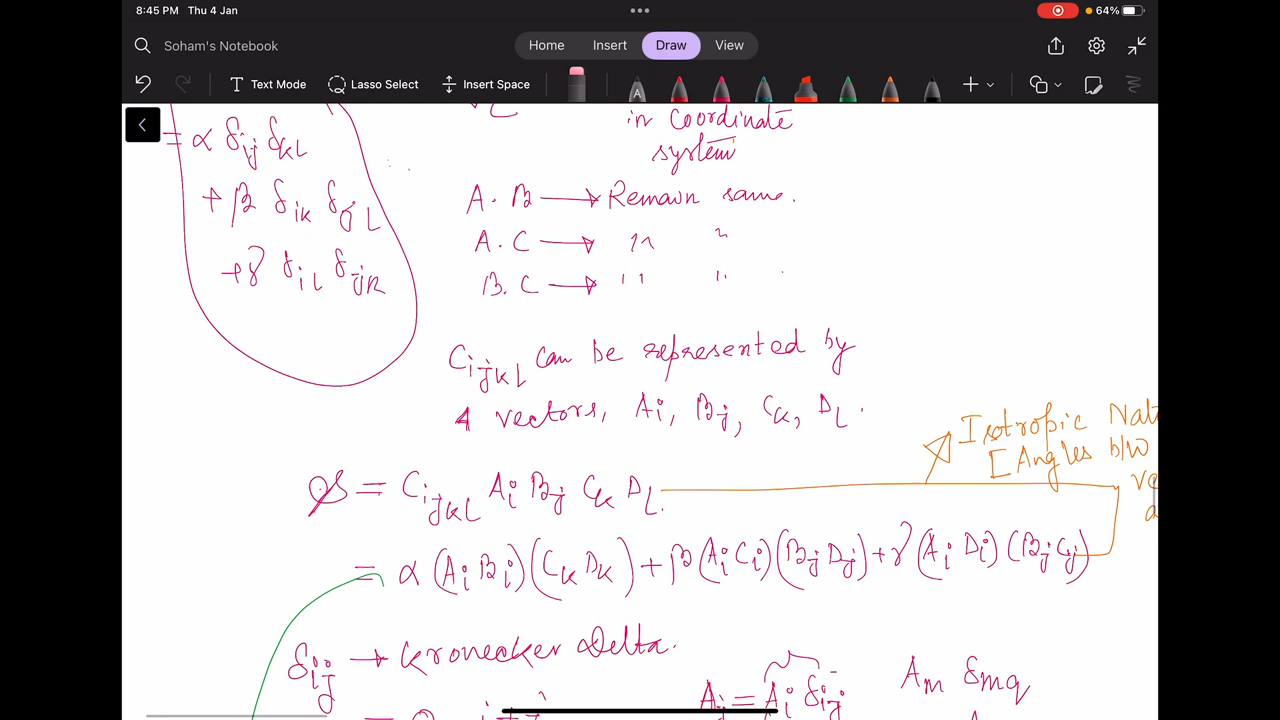 8:45 PM Thu 4 Jan
64%
Soham's Notebook
Home Insert Draw View
Text Mode Lasso Select Insert Space
A
in Coordinate
system
= α δij δkL
+ β δik δjL
+ γ δiL δjk
A. B → Remain same.
A. C → " "
B. C → " "
Cijkl can be represented by
4 vectors, Ai, Bj, Ck, DL.
Isotropic Nat
[Angles b/w
ve
S = CijkL Ai Bj Ck DL.
= α (Ai Bi)(Ck Dk) + β (Ai Ci)(Bj Dj) + γ (Ai Di)(Bj Cj)
δij → Kronecker Delta.
Aj = Ai δij
Am δmq